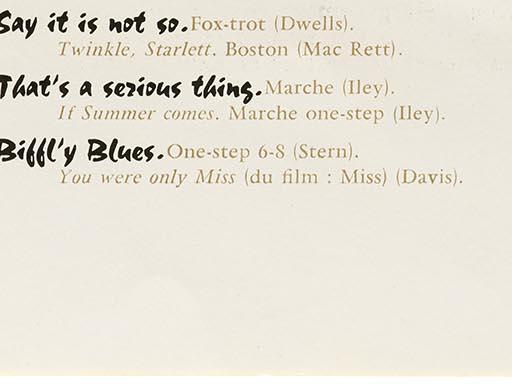 Say it is not so. Fox-trot (Dwells).
Twinkle, Starlett. Boston (Mac Rett).
That's a serious thing. Marche (Iley).
If Summer comes. Marche one-step (Iley).
Biffl'y Blues. One-step 6-8 (Stern).
You were only Miss (du film : Miss) (Davis).